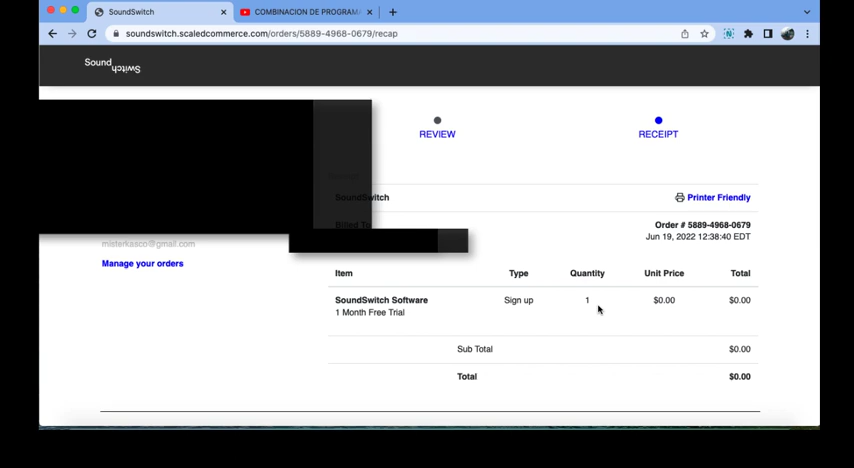 SoundSwitch
COMBINACION DE PROGRAMA
soundswitch.scaledcommerce.com/orders/5889-4968-0679/recap
Sound
Switch
REVIEW
RECEIPT
SoundSwitch
Printer Friendly
Billed To
Order # 5889-4968-0679
Jun 19, 2022 12:38:40 EDT
misterkasco@gmail.com
Manage your orders
Item Type Quantity Unit Price Total
SoundSwitch Software Sign up 1 $0.00 $0.00
1 Month Free Trial
Sub Total $0.00
Total $0.00